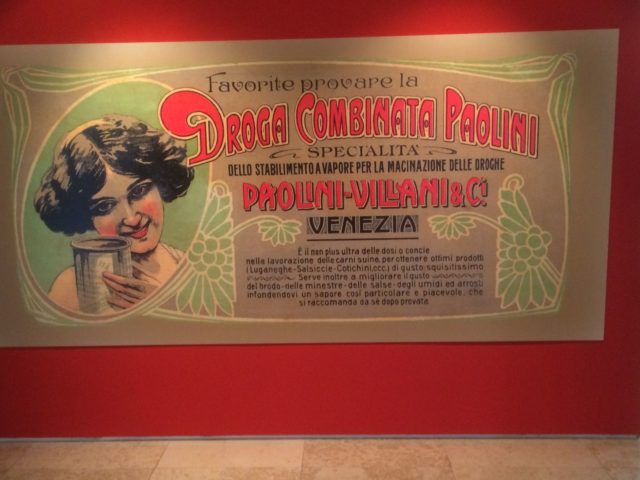 Favorite provare la
DROGA COMBINATA PAOLINI
SPECIALITA'
DELLO STABILIMENTO A VAPORE PER LA MACINAZIONE DELLE DROGHE
PAOLINI-VILLANI & C.i
VENEZIA
È il non plus ultra delle dosi o concie
nella lavorazione delle carni suine, per ottenere ottimi prodotti
(Luganeghe-Salsiccie-Cotichini, ecc.) di gusto squisitissimo
Serve inoltre a migliorare il gusto
del brodo-delle minestre-delle salse-degli umidi ed arrosti
infondendovi un sapore così particolare e piacevole, che
si raccomanda da sè dopo provata